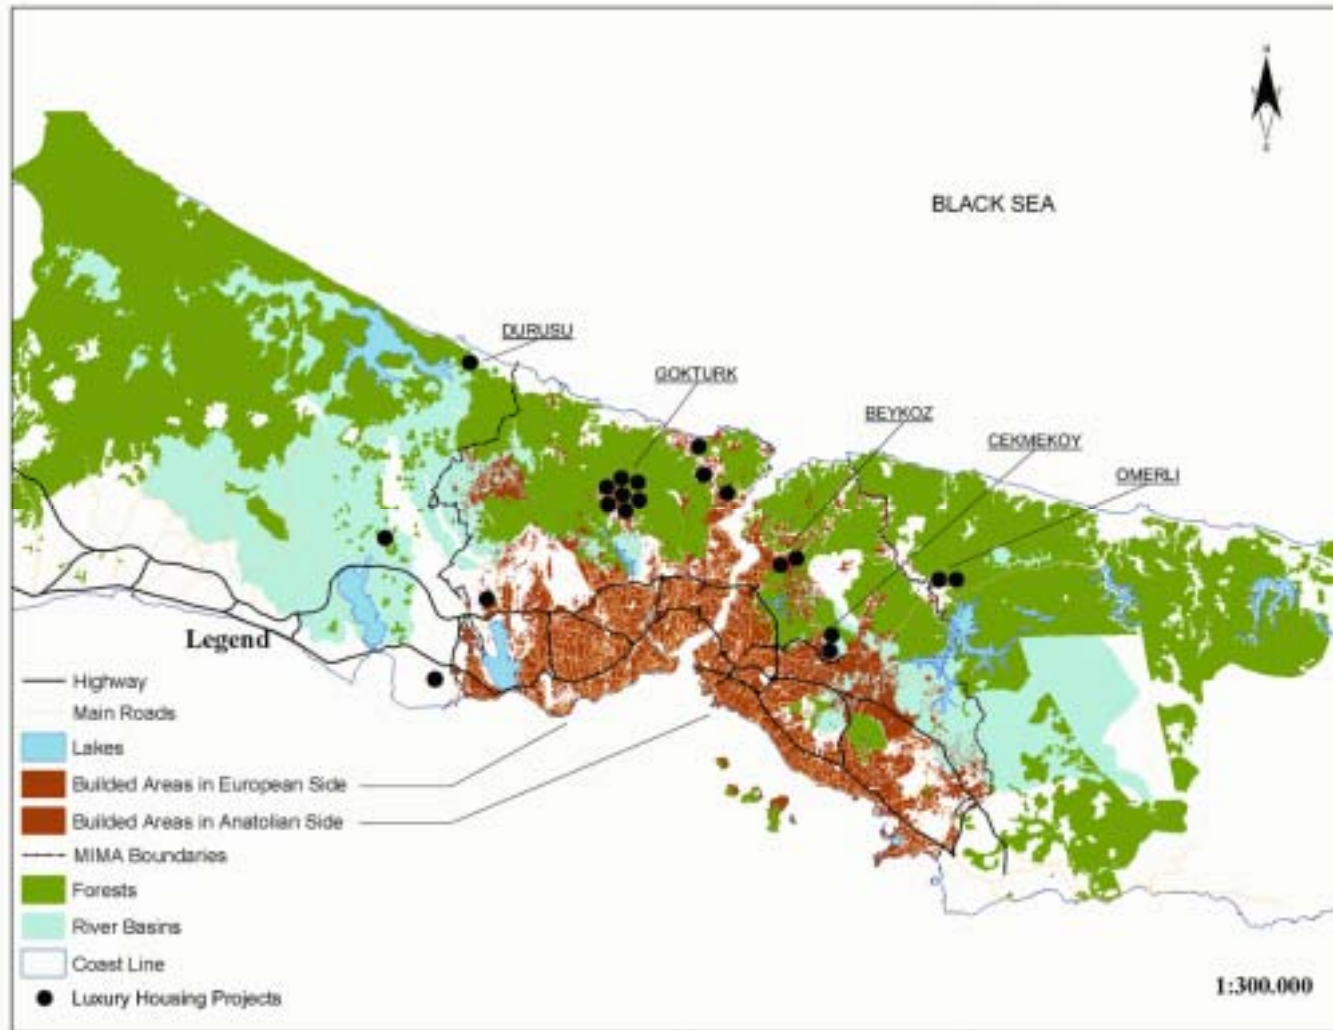 N
S
BLACK SEA
DURUSU
GOKTURK
BEYKOZ
CEKMEKOY
OMERLI
Legend
Highway
Main Roads
Lakes
Builded Areas in European Side
Builded Areas in Anatolian Side
MIMA Boundaries
Forests
River Basins
Coast Line
Luxury Housing Projects
1:300.000